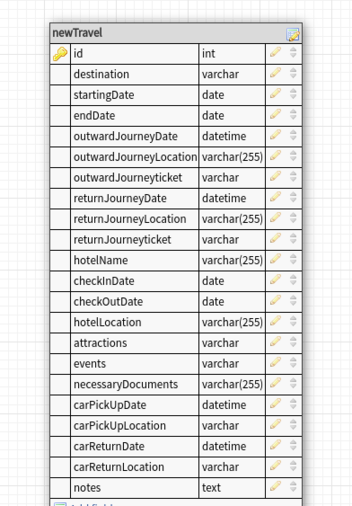 newTravel
id int
destination varchar
startingDate date
endDate date
outwardJourneyDate datetime
outwardJourneyLocation varchar(255)
outwardJourneyticket varchar
returnJourneyDate datetime
returnJourneyLocation varchar(255)
returnJourneyticket varchar
hotelName varchar(255)
checkInDate date
checkOutDate date
hotelLocation varchar(255)
attractions varchar
events varchar
necessaryDocuments varchar(255)
carPickUpDate datetime
carPickUpLocation varchar
carReturnDate datetime
carReturnLocation varchar
notes text